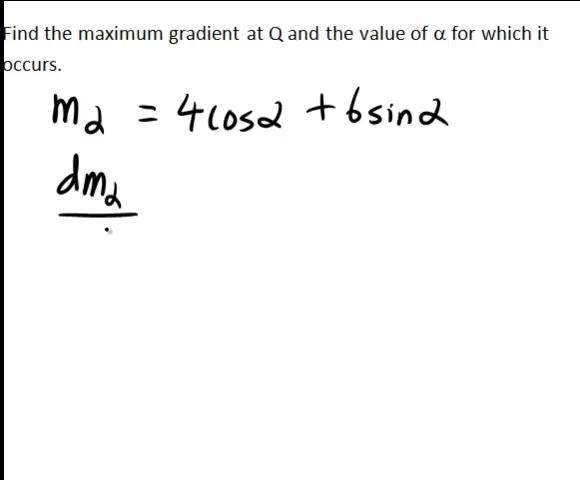 Find the maximum gradient at Q and the value of α for which it
occurs.
mα = 4cosα + 6sinα
dmα